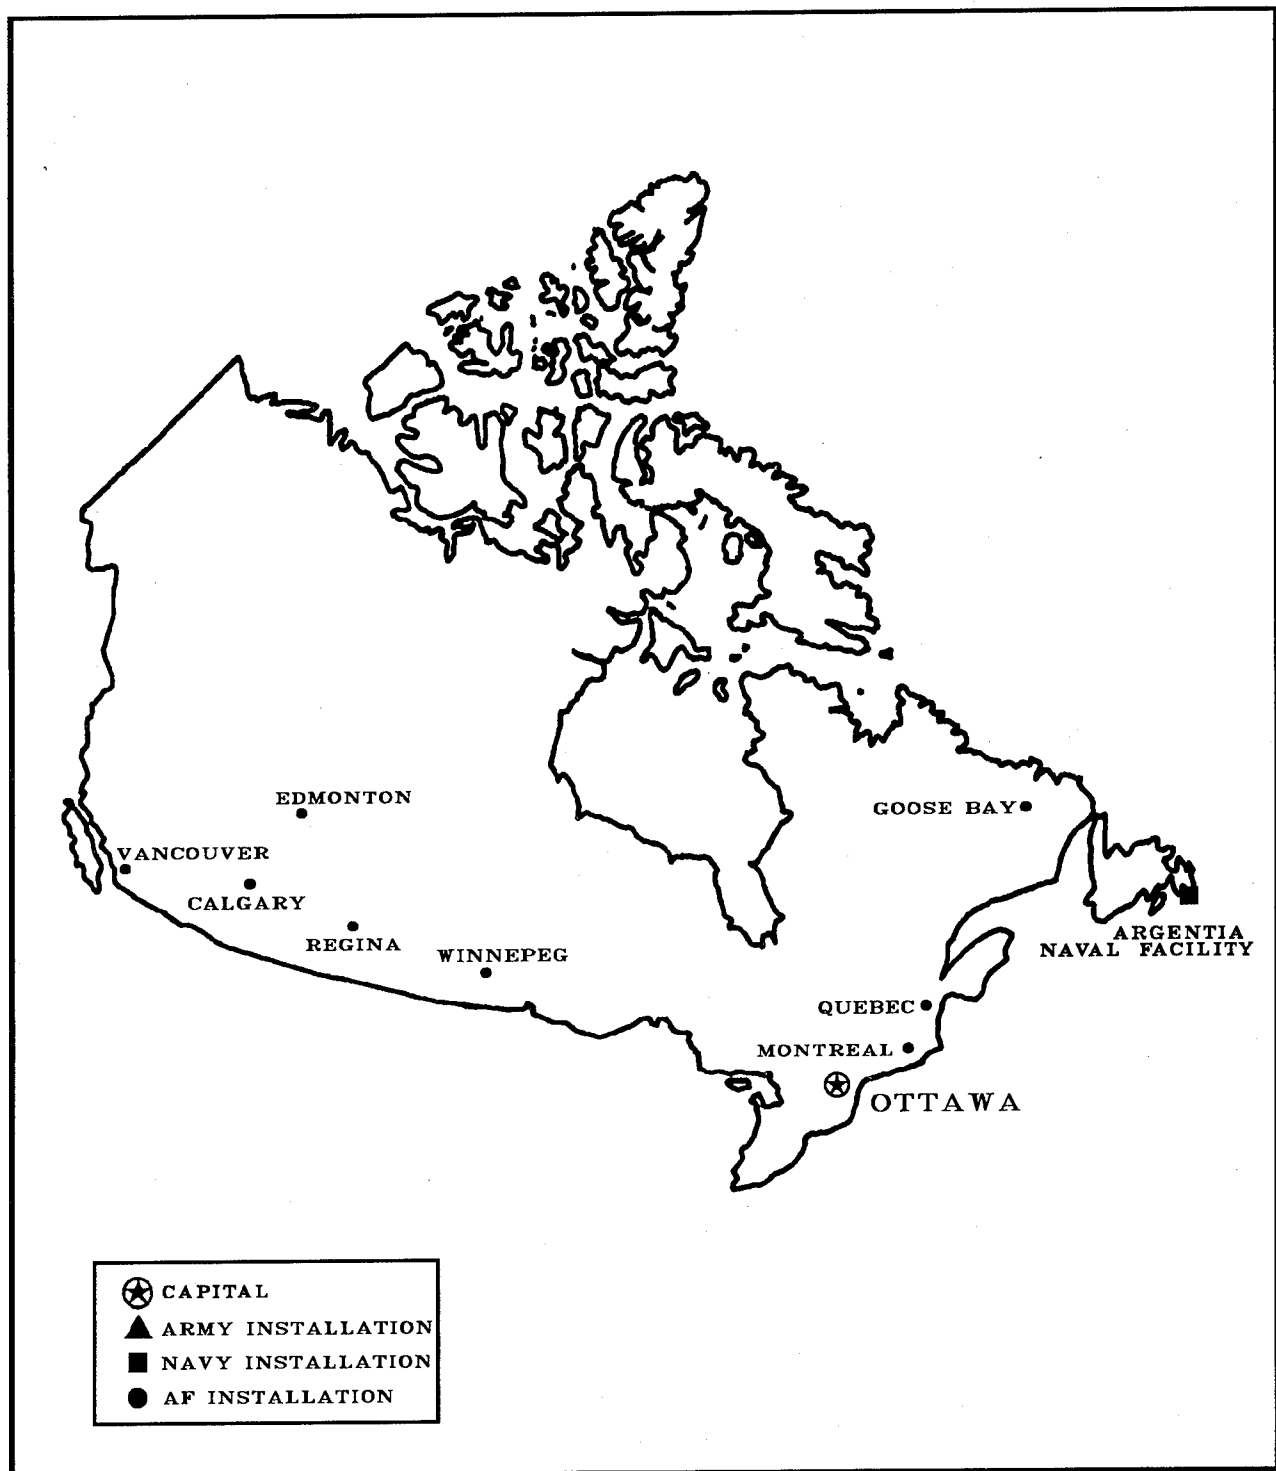 EDMONTON
GOOSE BAY
VANCOUVER
CALGARY
REGINA
WINNEPEG
ARGENTIA
NAVAL FACILITY
QUEBEC
MONTREAL
OTTAWA
CAPITAL
ARMY INSTALLATION
NAVY INSTALLATION
AF INSTALLATION